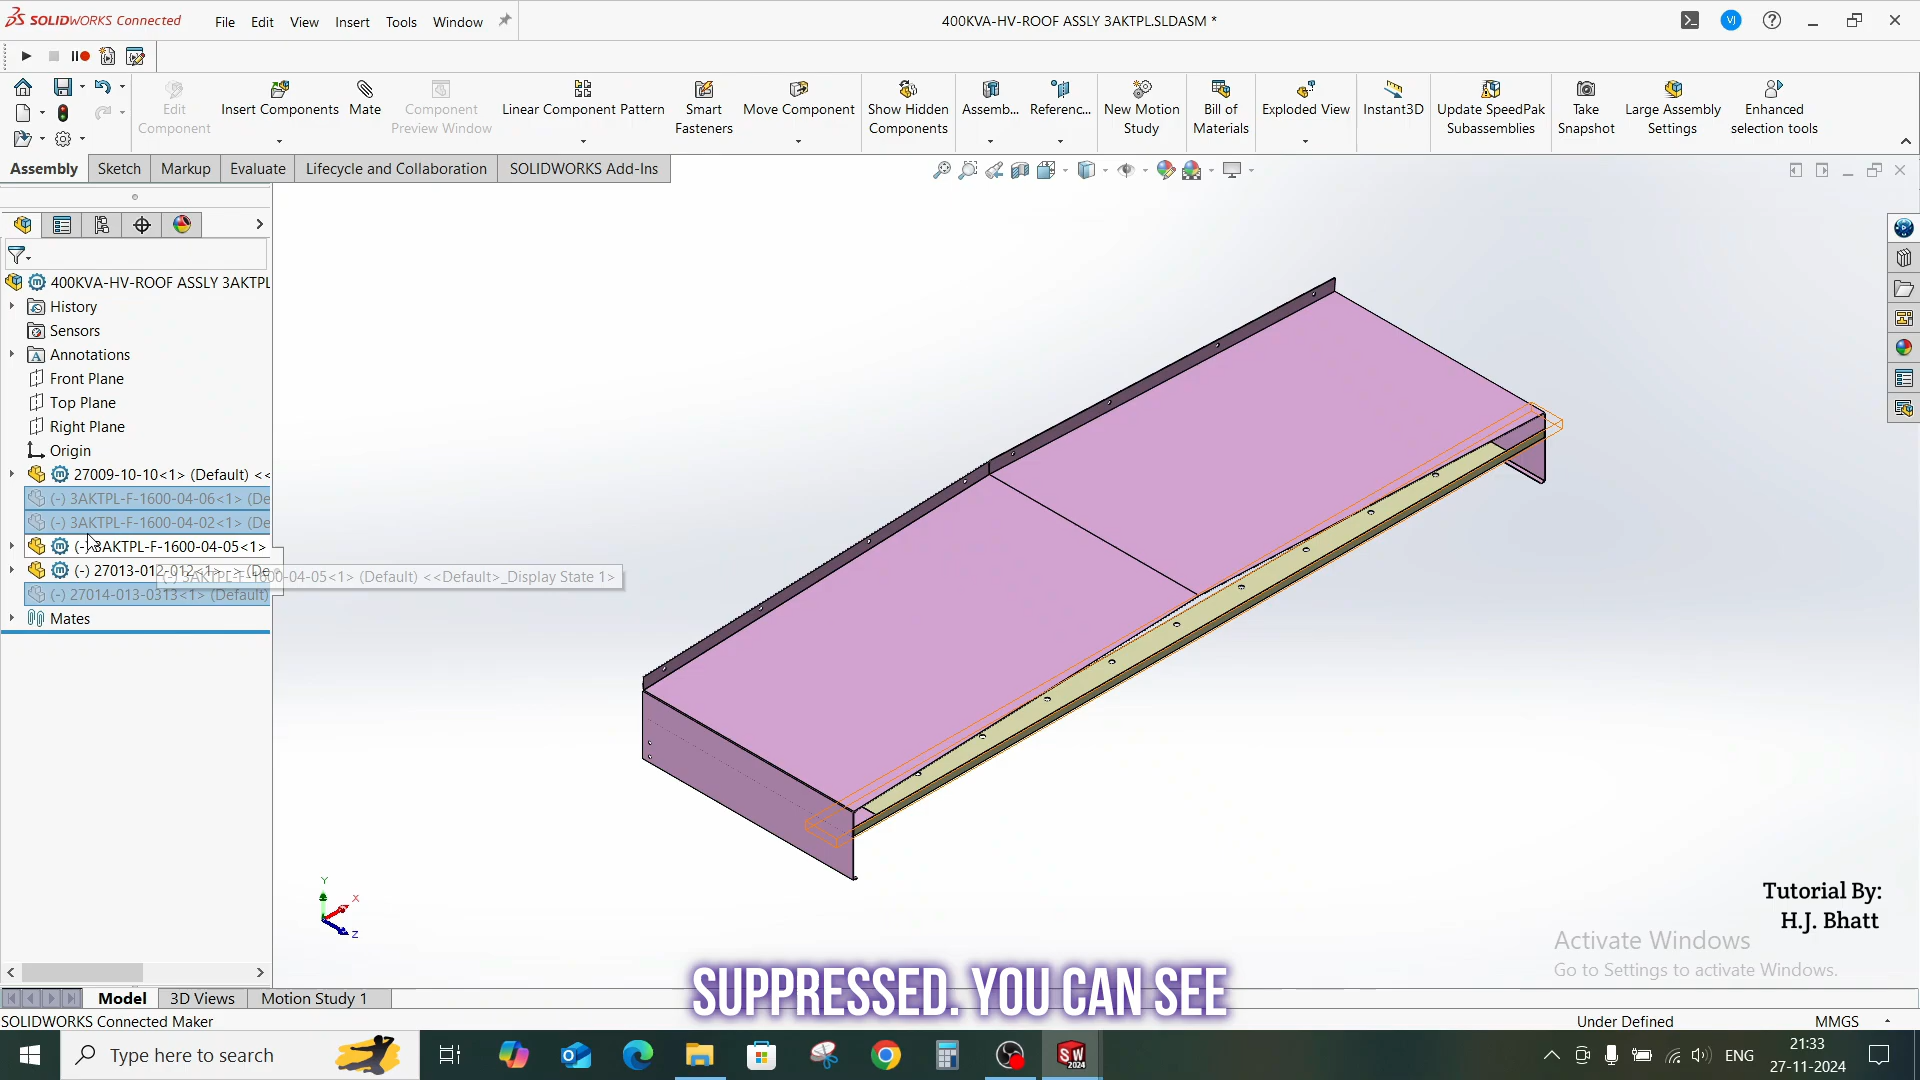 SOLIDWORKS Connected
File Edit View Insert Tools Window
400KVA-HV-ROOF ASSLY 3AKTPL.SLDASM *
VJ
Edit Component
Insert Components
Mate
Component Preview Window
Linear Component Pattern
Smart Fasteners
Move Component
Show Hidden Components
Assemb...
Referenc...
New Motion Study
Bill of Materials
Exploded View
Instant3D
Update SpeedPak Subassemblies
Take Snapshot
Large Assembly Settings
Enhanced selection tools
Assembly Sketch Markup Evaluate Lifecycle and Collaboration SOLIDWORKS Add-Ins
400KVA-HV-ROOF ASSLY 3AKTPL
History
Sensors
Annotations
Front Plane
Top Plane
Right Plane
Origin
27009-10-10<1> (Default) <<
(-) 3AKTPL-F-1600-04-06<1> (De
(-) 3AKTPL-F-1600-04-02<1> (De
(-) 3AKTPL-F-1600-04-05<1>
(-) 27013-012-012<1> -> (De
(-) 3AKTPL-F-1600-04-05<1> (Default) <<Default>_Display State 1>
(-) 27014-013-0313<1> (Default)
Mates
Y
X
Z
Tutorial By:
H.J. Bhatt
Activate Windows
Go to Settings to activate Windows.
SUPPRESSED. YOU CAN SEE
Model 3D Views Motion Study 1
SOLIDWORKS Connected Maker
Under Defined
MMGS
Type here to search
SW
2024
ENG
21:33
27-11-2024